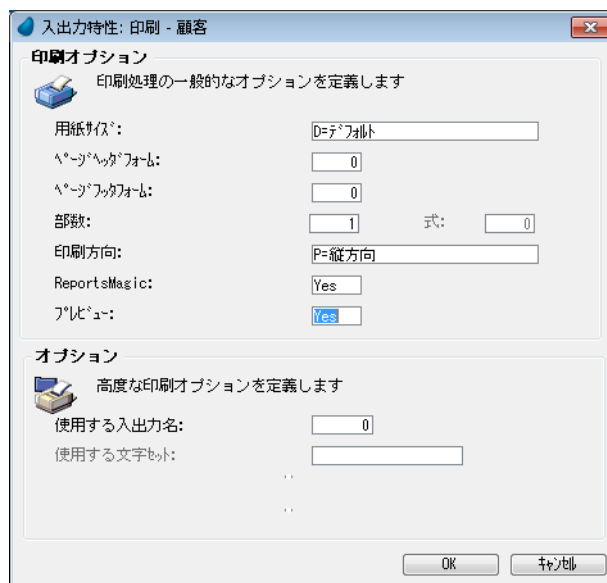 入出力特性: 印刷 - 顧客
印刷オプション
印刷処理の一般的なオプションを定義します
用紙ｻｲｽﾞ: D=ﾃﾞﾌｫﾙﾄ
ﾍﾟｰｼﾞﾍｯﾀﾞﾌｫｰﾑ: 0
ﾍﾟｰｼﾞﾌｯﾀﾌｫｰﾑ: 0
部数: 1 式: 0
印刷方向: P=縦方向
ReportsMagic: Yes
ﾌﾟﾚﾋﾞｭｰ: Yes
オプション
高度な印刷オプションを定義します
使用する入出力名: 0
使用する文字ｾｯﾄ:
OK ｷｬﾝｾﾙ